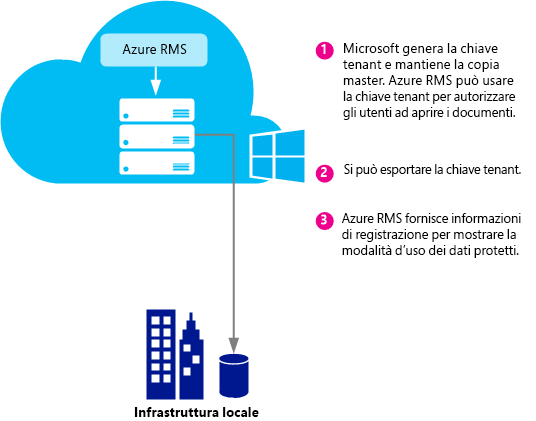 Azure RMS
1 Microsoft genera la chiave
tenant e mantiene la copia
master. Azure RMS può usare
la chiave tenant per autorizzare
gli utenti ad aprire i documenti.
2 Si può esportare la chiave tenant.
3 Azure RMS fornisce informazioni
di registrazione per mostrare la
modalità d'uso dei dati protetti.
Infrastruttura locale